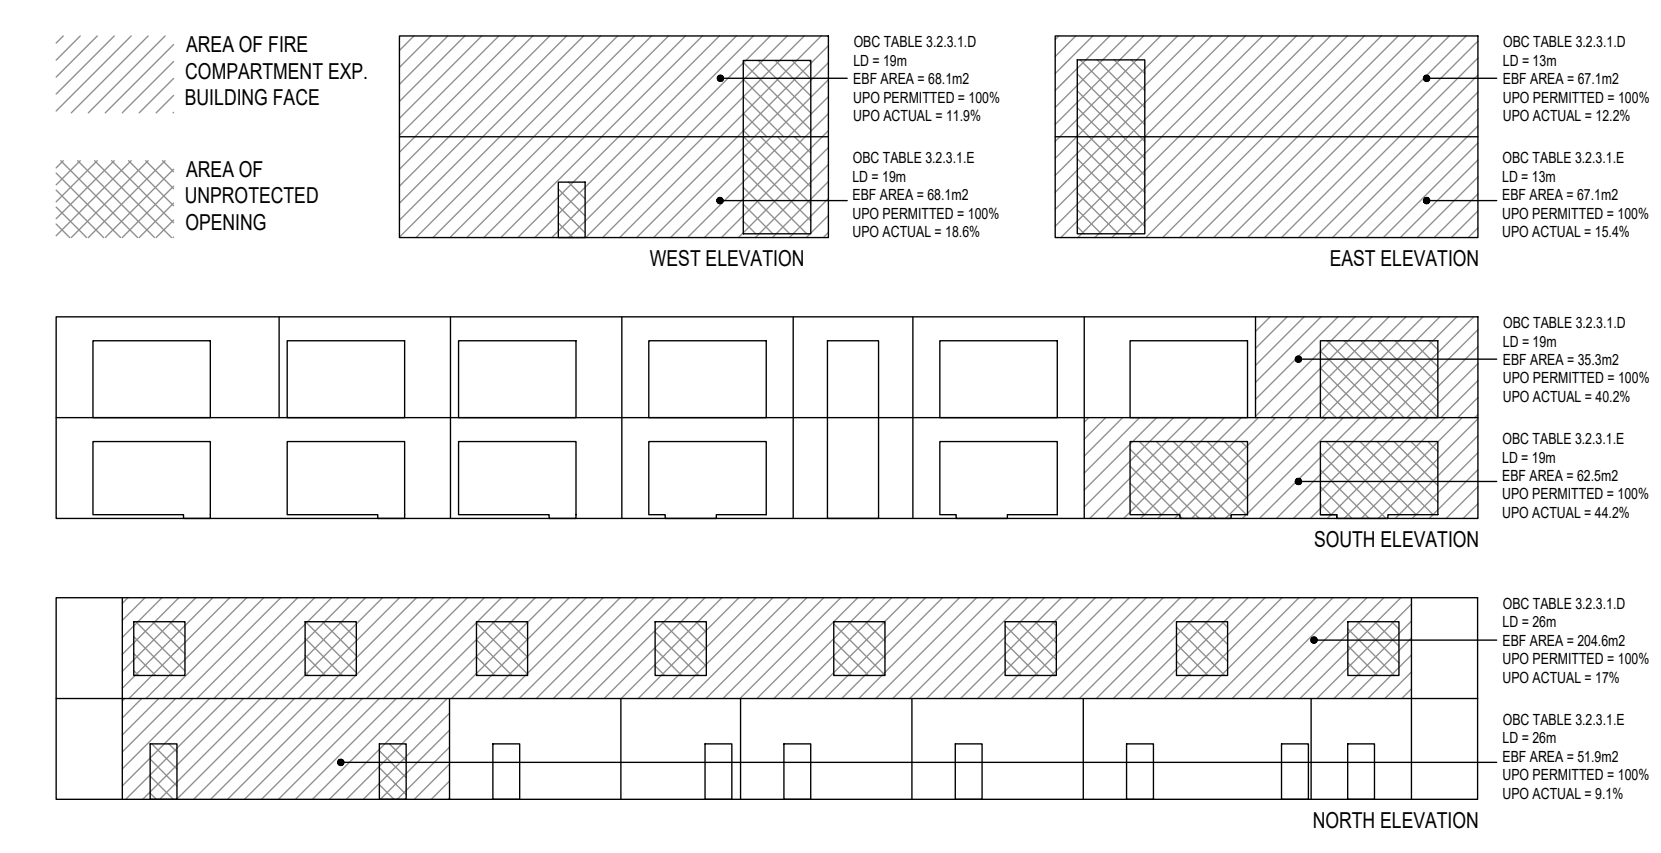 AREA OF FIRE
COMPARTMENT EXP.
BUILDING FACE
AREA OF
UNPROTECTED
OPENING
OBC TABLE 3.2.3.1.D
LD = 19m
EBF AREA = 68.1m2
UPO PERMITTED = 100%
UPO ACTUAL = 11.9%
OBC TABLE 3.2.3.1.E
LD = 19m
EBF AREA = 68.1m2
UPO PERMITTED = 100%
UPO ACTUAL = 18.6%
WEST ELEVATION
OBC TABLE 3.2.3.1.D
LD = 13m
EBF AREA = 67.1m2
UPO PERMITTED = 100%
UPO ACTUAL = 12.2%
OBC TABLE 3.2.3.1.E
LD = 13m
EBF AREA = 67.1m2
UPO PERMITTED = 100%
UPO ACTUAL = 15.4%
EAST ELEVATION
OBC TABLE 3.2.3.1.D
LD = 19m
EBF AREA = 35.3m2
UPO PERMITTED = 100%
UPO ACTUAL = 40.2%
OBC TABLE 3.2.3.1.E
LD = 19m
EBF AREA = 62.5m2
UPO PERMITTED = 100%
UPO ACTUAL = 44.2%
SOUTH ELEVATION
OBC TABLE 3.2.3.1.D
LD = 26m
EBF AREA = 204.6m2
UPO PERMITTED = 100%
UPO ACTUAL = 17%
OBC TABLE 3.2.3.1.E
LD = 26m
EBF AREA = 51.9m2
UPO PERMITTED = 100%
UPO ACTUAL = 9.1%
NORTH ELEVATION